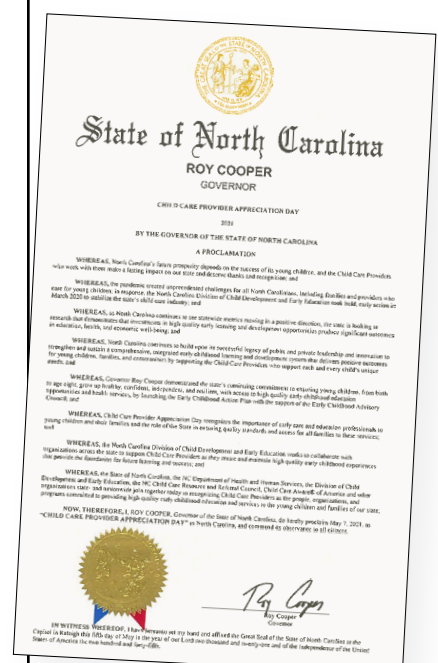 State of North Carolina
ROY COOPER
GOVERNOR
CHILD CARE PROVIDER APPRECIATION DAY
2021
BY THE GOVERNOR OF THE STATE OF NORTH CAROLINA
A PROCLAMATION
WHEREAS, North Carolina's future prosperity depends on the success of its young children, and the Child Care Providers
who work with them make a lasting impact on our state and deserve thanks and recognition; and
WHEREAS, the pandemic created unprecedented challenges for all North Carolinians, including families and providers who
care for young children; in response, the North Carolina Division of Child Development and Early Education took bold, early actions in
March 2020 to stabilize the state's child care industry; and
WHEREAS, as North Carolina continues to see statewide metrics moving in a positive direction, the state is looking to
research that demonstrates that investments in high quality early learning and development opportunities produce significant outcomes
in education, health, and economic well-being; and
WHEREAS, North Carolina continues to build upon its successful legacy of public and private leadership and innovation to
strengthen and sustain a comprehensive, integrated early childhood learning and development system that delivers positive outcomes
for young children, families, and communities by supporting the Child Care Providers who support each and every child's unique
needs; and
WHEREAS, Governor Roy Cooper demonstrated the state's continuing commitment to ensuring young children, from birth
to age eight, grow up healthy, confident, independent, and resilient, with access to high quality early childhood education
opportunities and health services, by launching the Early Childhood Action Plan with the support of the Early Childhood Advisory
Council; and
WHEREAS, Child Care Provider Appreciation Day recognizes the importance of early care and education professionals to
young children and their families and the role of the State in ensuring quality standards and access for all families to these services;
and
WHEREAS, the North Carolina Division of Child Development and Early Education works to collaborate with
organizations across the state to support Child Care Providers as they create and maintain high quality early childhood experiences
that provide the foundations for future learning and success; and
WHEREAS, the State of North Carolina, the NC Department of Health and Human Services, the Division of Child
Development and Early Education, the NC Child Care Resource and Referral Council, Child Care Aware® of America and other
organizations state- and nationwide join together today in recognizing Child Care Providers as the people, organizations, and
programs committed to providing high quality early childhood education and services to the young children and families of our state;
NOW, THEREFORE, I, ROY COOPER, Governor of the State of North Carolina, do hereby proclaim May 7, 2021, as
"CHILD CARE PROVIDER APPRECIATION DAY" in North Carolina, and commend its observance to all citizens.
Roy Cooper
Roy Cooper
Governor
IN WITNESS WHEREOF, I have hereunto set my hand and affixed the Great Seal of the State of North Carolina at the
Capitol in Raleigh this fifth day of May in the year of our Lord two thousand and twenty-one and of the Independence of the United
States of America the two hundred and forty-fifth.